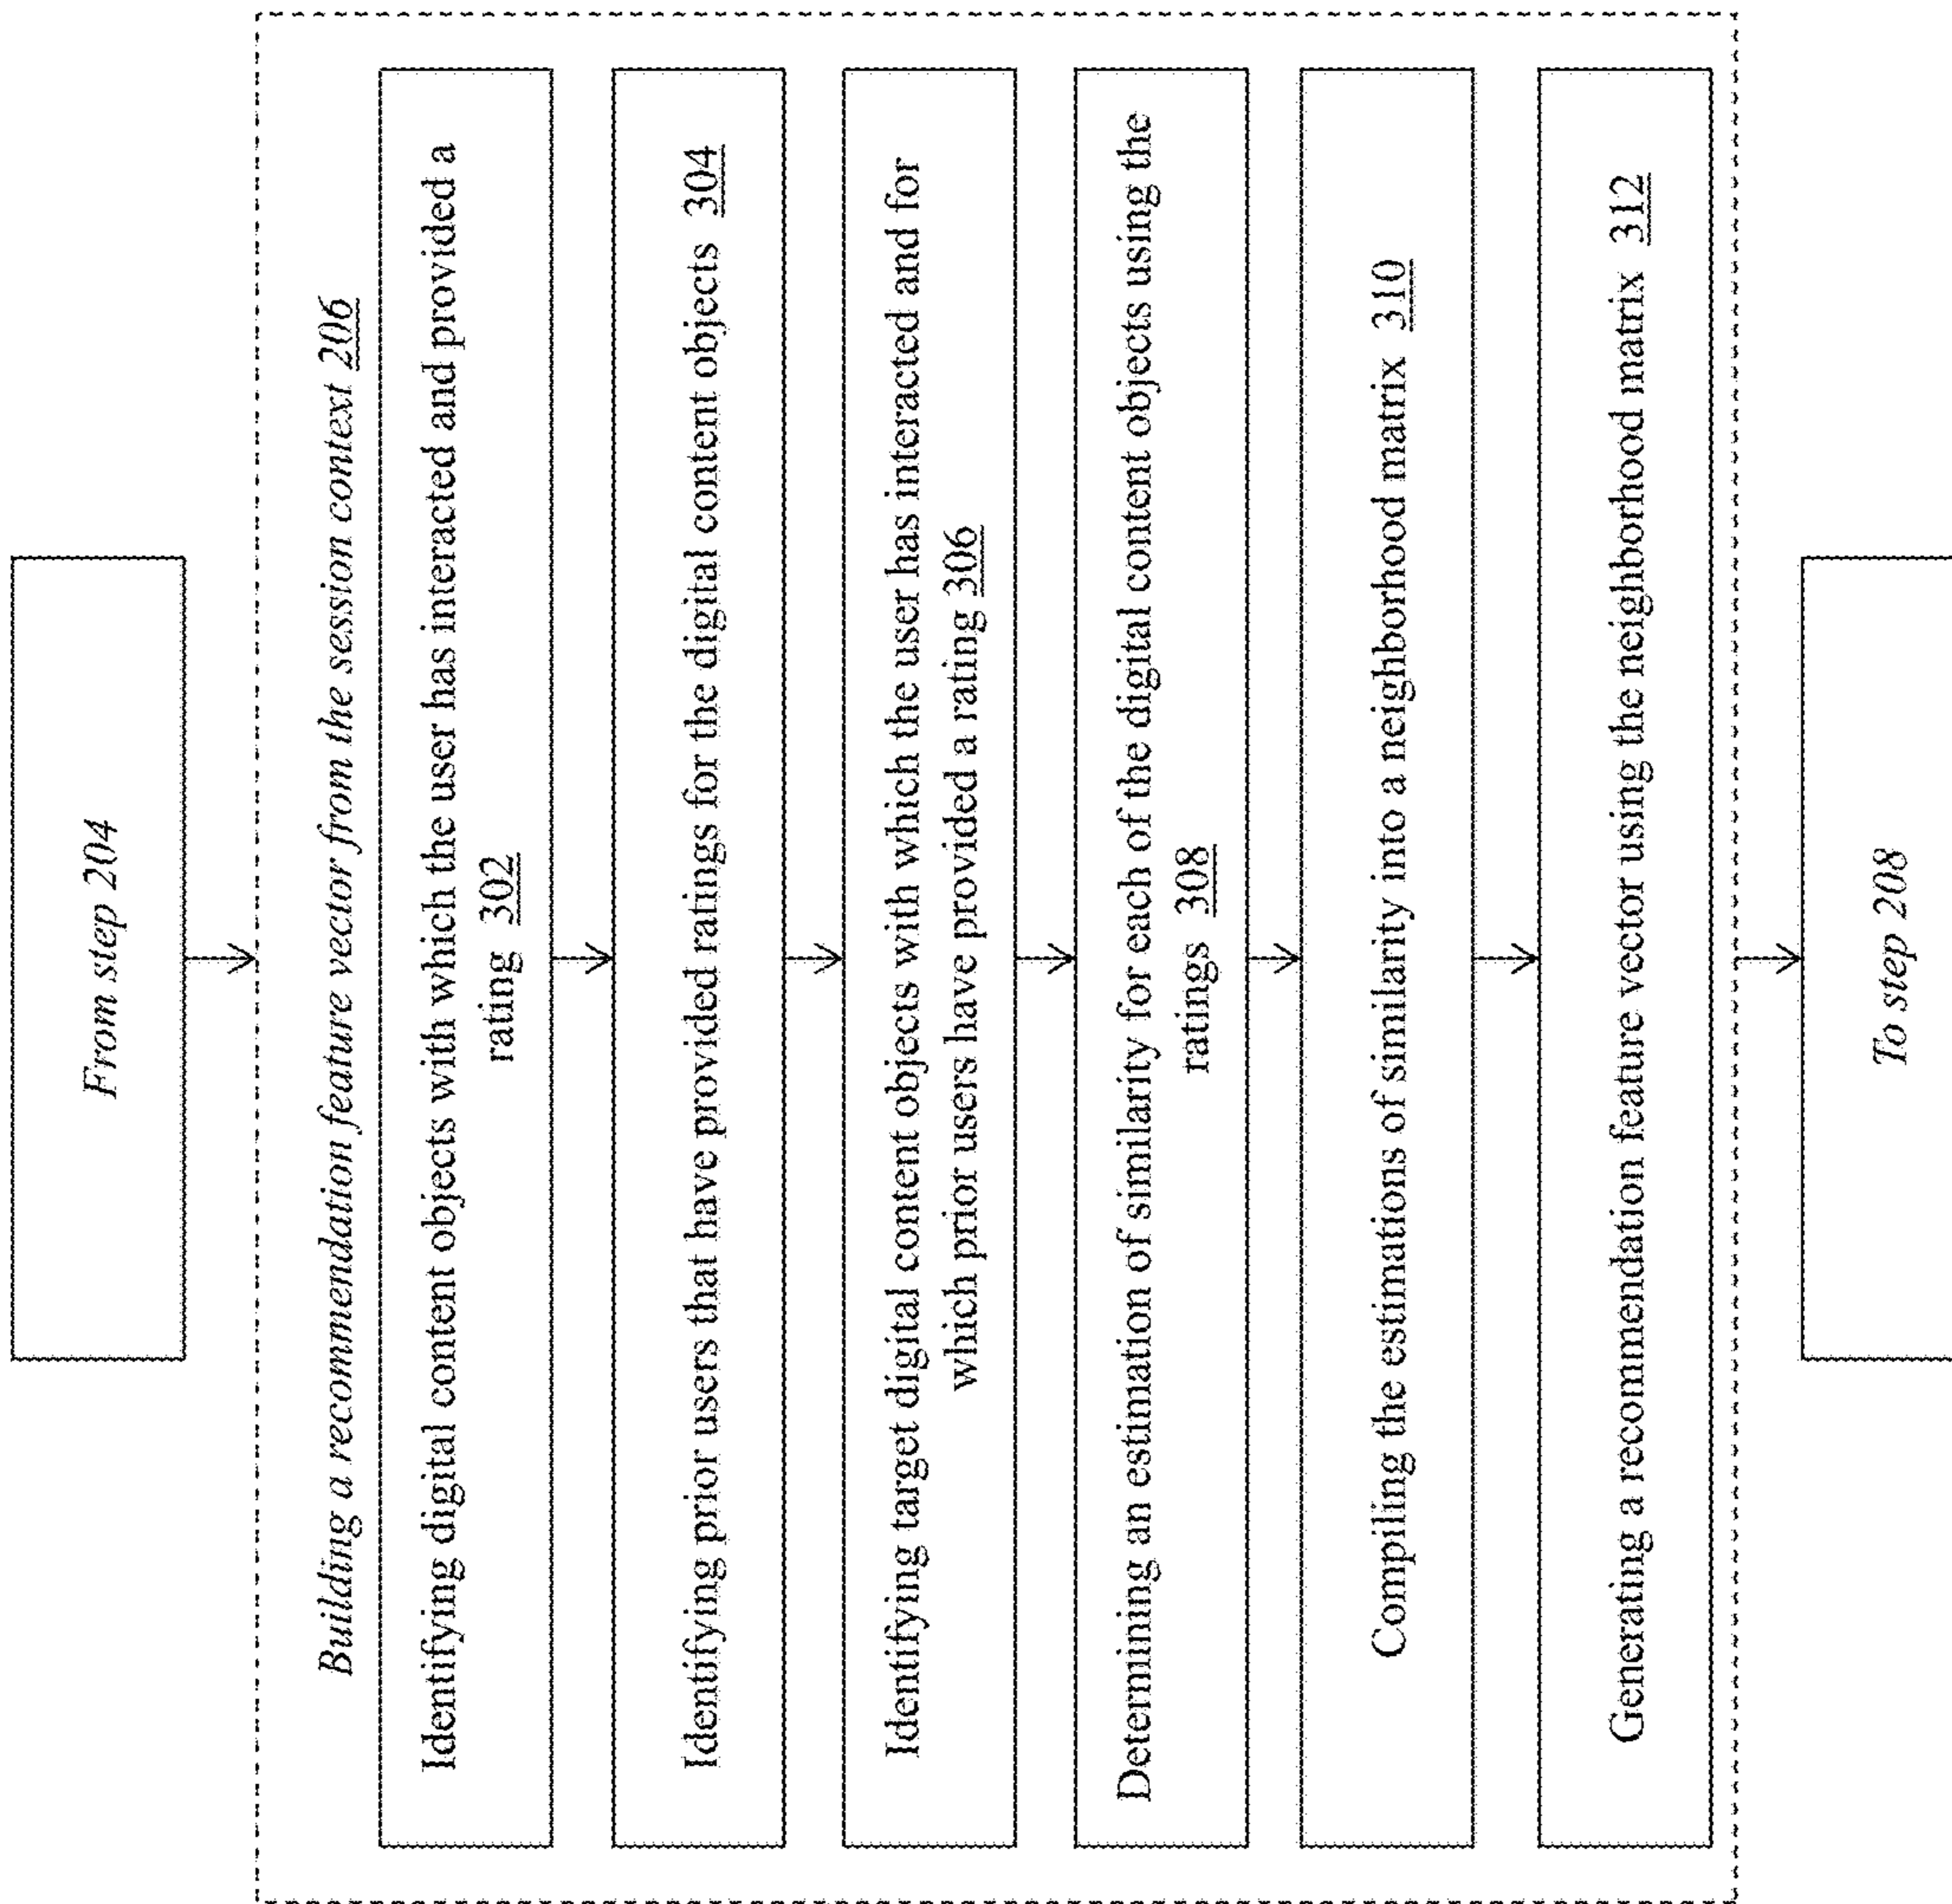 From step 204
Building a recommendation feature vector from the session context 206
Identifying digital content objects with which the user has interacted and provided a
rating 302
Identifying prior users that have provided ratings for the digital content objects 304
Identifying target digital content objects with which the user has interacted and for
which prior users have provided a rating 306
Determining an estimation of similarity for each of the digital content objects using the
ratings 308
Compiling the estimations of similarity into a neighborhood matrix 310
Generating a recommendation feature vector using the neighborhood matrix 312
To step 208